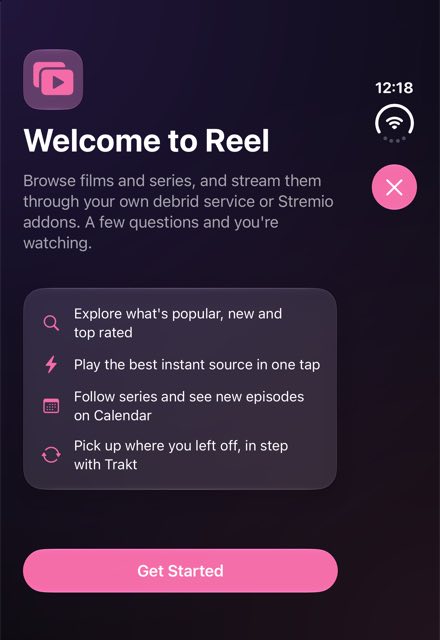 12:18
Welcome to Reel
Browse films and series, and stream them
through your own debrid service or Stremio
addons. A few questions and you're
watching.
Explore what's popular, new and
top rated
Play the best instant source in one tap
Follow series and see new episodes
on Calendar
Pick up where you left off, in step
with Trakt
Get Started